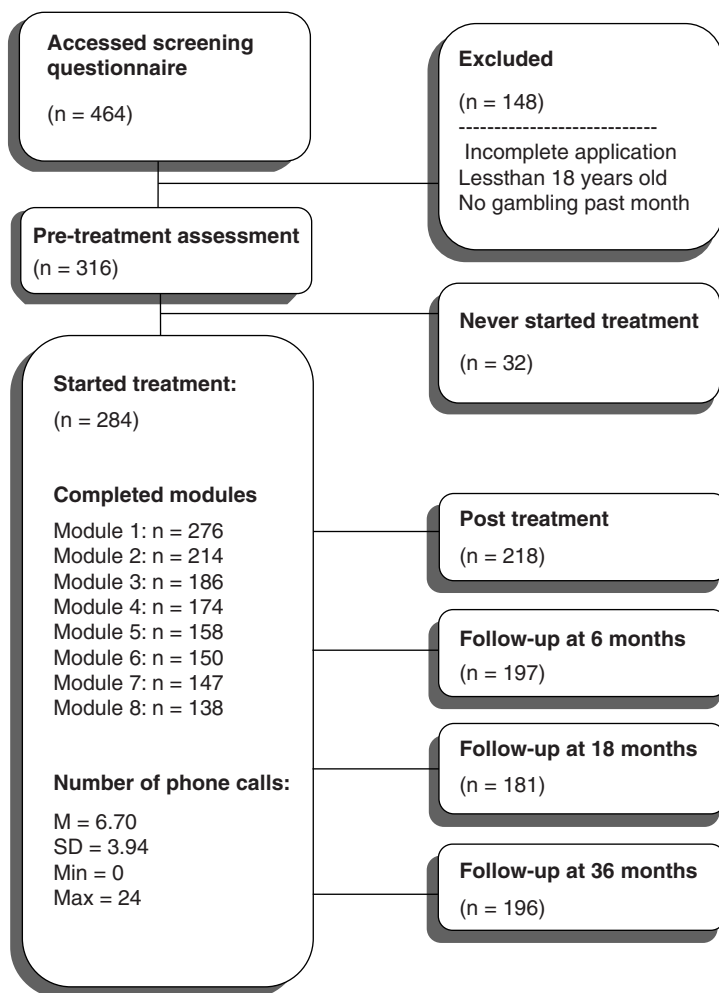 Accessed screening
questionnaire
(n = 464)
Excluded
(n = 148)
----------------------------
Incomplete application
Lessthan 18 years old
No gambling past month
Pre-treatment assessment
(n = 316)
Never started treatment
(n = 32)
Started treatment:
(n = 284)
Completed modules
Module 1: n = 276
Module 2: n = 214
Module 3: n = 186
Module 4: n = 174
Module 5: n = 158
Module 6: n = 150
Module 7: n = 147
Module 8: n = 138
Number of phone calls:
M = 6.70
SD = 3.94
Min = 0
Max = 24
Post treatment
(n = 218)
Follow-up at 6 months
(n = 197)
Follow-up at 18 months
(n = 181)
Follow-up at 36 months
(n = 196)